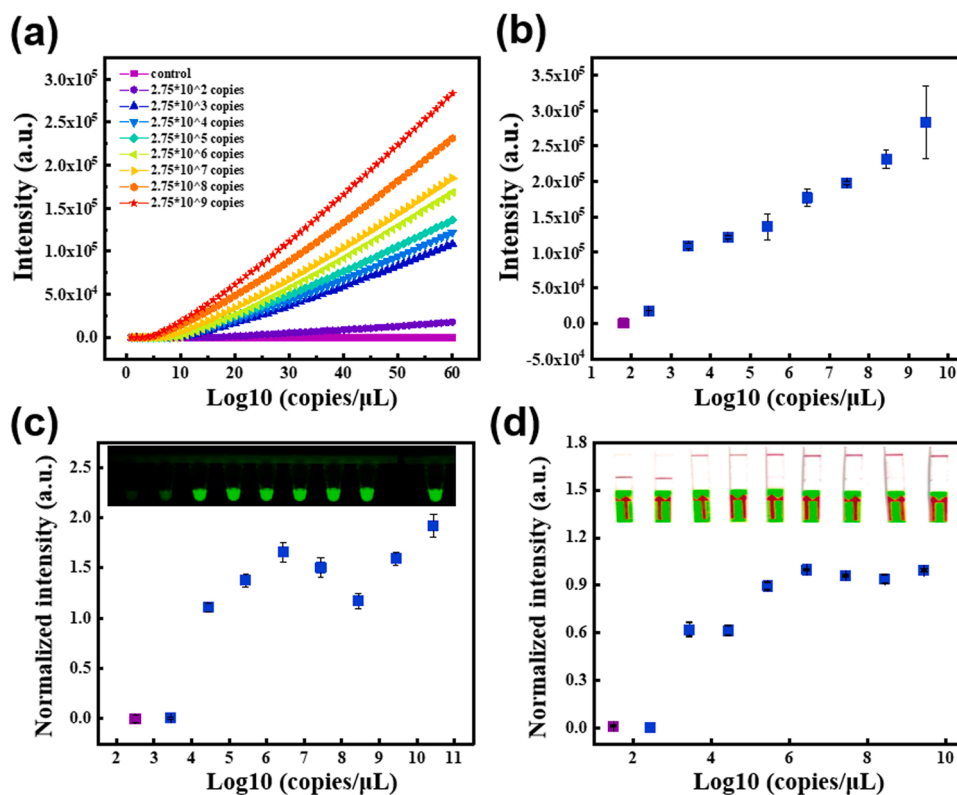 (a)
Intensity (a.u.)
3.0x10^5
2.5x10^5
2.0x10^5
1.5x10^5
1.0x10^5
5.0x10^4
0.0
control
2.75*10^2 copies
2.75*10^3 copies
2.75*10^4 copies
2.75*10^5 copies
2.75*10^6 copies
2.75*10^7 copies
2.75*10^8 copies
2.75*10^9 copies
0 10 20 30 40 50 60
Log10 (copies/μL)
(b)
Intensity (a.u.)
3.5x10^5
3.0x10^5
2.5x10^5
2.0x10^5
1.5x10^5
1.0x10^5
5.0x10^4
0.0
-5.0x10^4
1 2 3 4 5 6 7 8 9 10
Log10 (copies/μL)
(c)
Normalized intensity (a.u.)
2.5
2.0
1.5
1.0
0.5
0.0
2 3 4 5 6 7 8 9 10 11
Log10 (copies/μL)
(d)
Normalized intensity (a.u.)
1.8
1.5
1.2
0.9
0.6
0.3
0.0
2 4 6 8 10
Log10 (copies/μL)